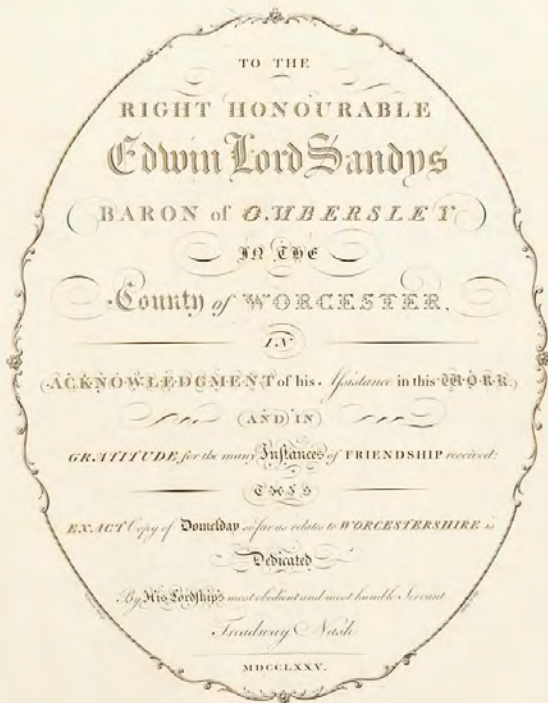 TO THE
RIGHT HONOURABLE
Edwin Lord Sandys
BARON of OMBERSLEY
IN THE
County of WORCESTER,
IN
ACKNOWLEDGMENT of his Assistance in this WORK;
AND IN
GRATITUDE for the many Instances of FRIENDSHIP received:
THIS
EXACT Copy of Domesday so far as relates to WORCESTERSHIRE is
Dedicated
By His Lordship's most obedient and most humble Servant
Treadway Nash
MDCCLXXV.